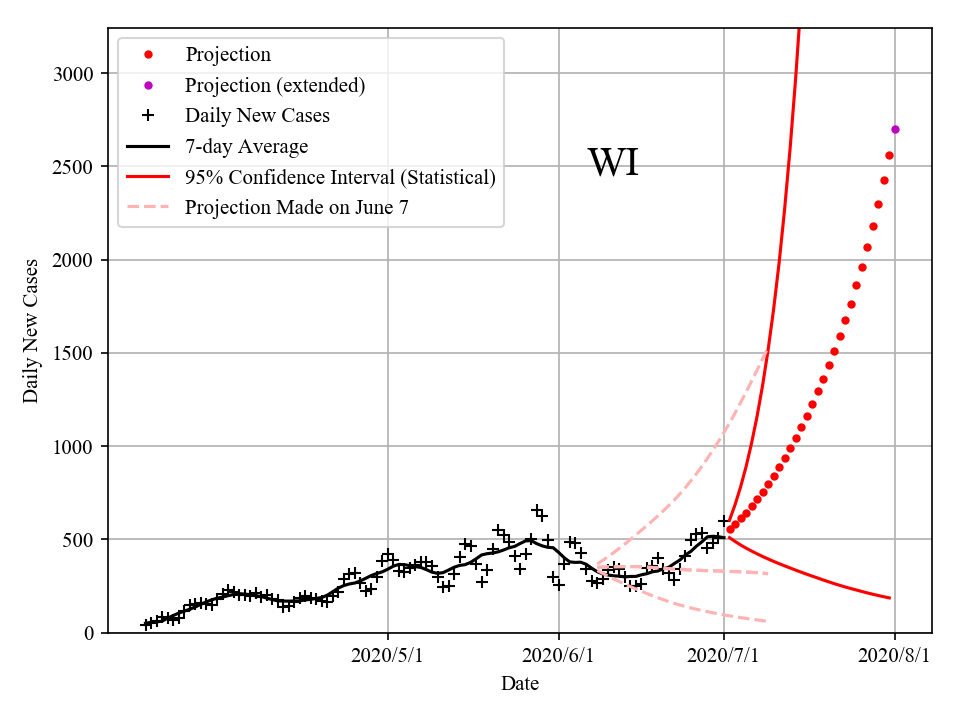 Projection
Projection (extended)
Daily New Cases
7-day Average
95% Confidence Interval (Statistical)
Projection Made on June 7
WI
3000
2500
2000
1500
1000
500
0
Daily New Cases
2020/5/1 2020/6/1 2020/7/1 2020/8/1
Date